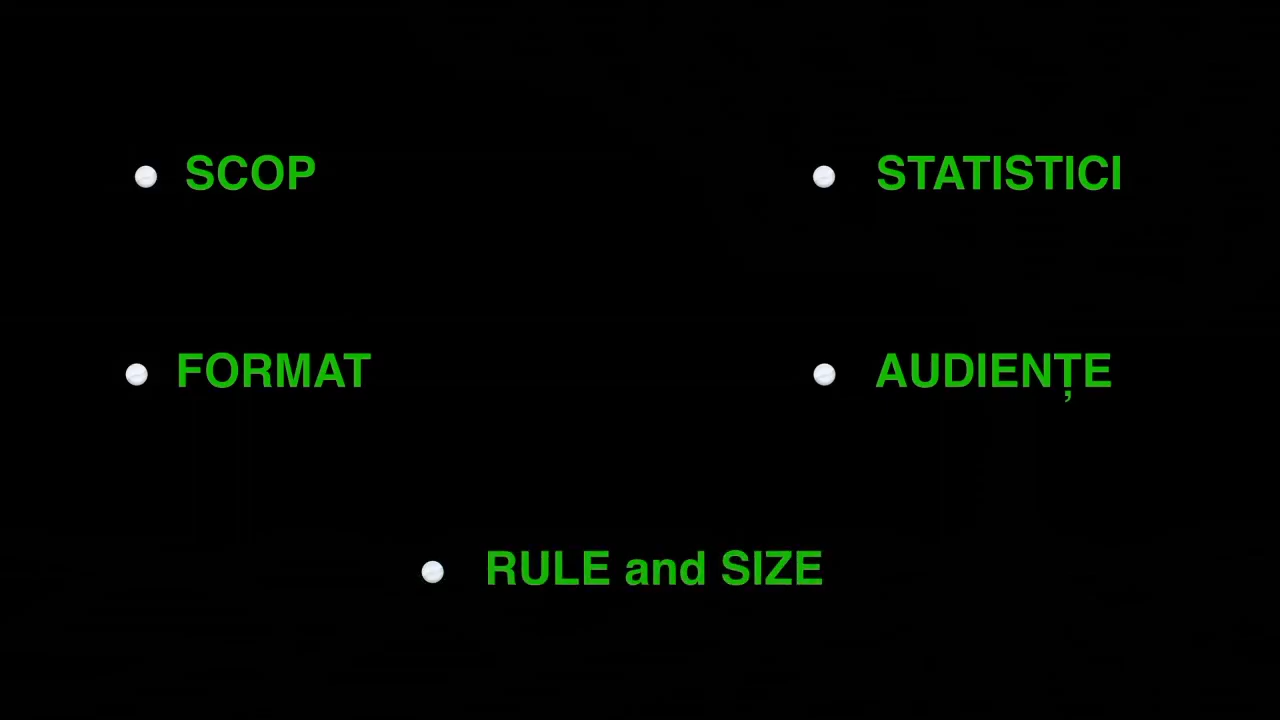 SCOP
STATISTICI
FORMAT
AUDIENȚE
RULE and SIZE